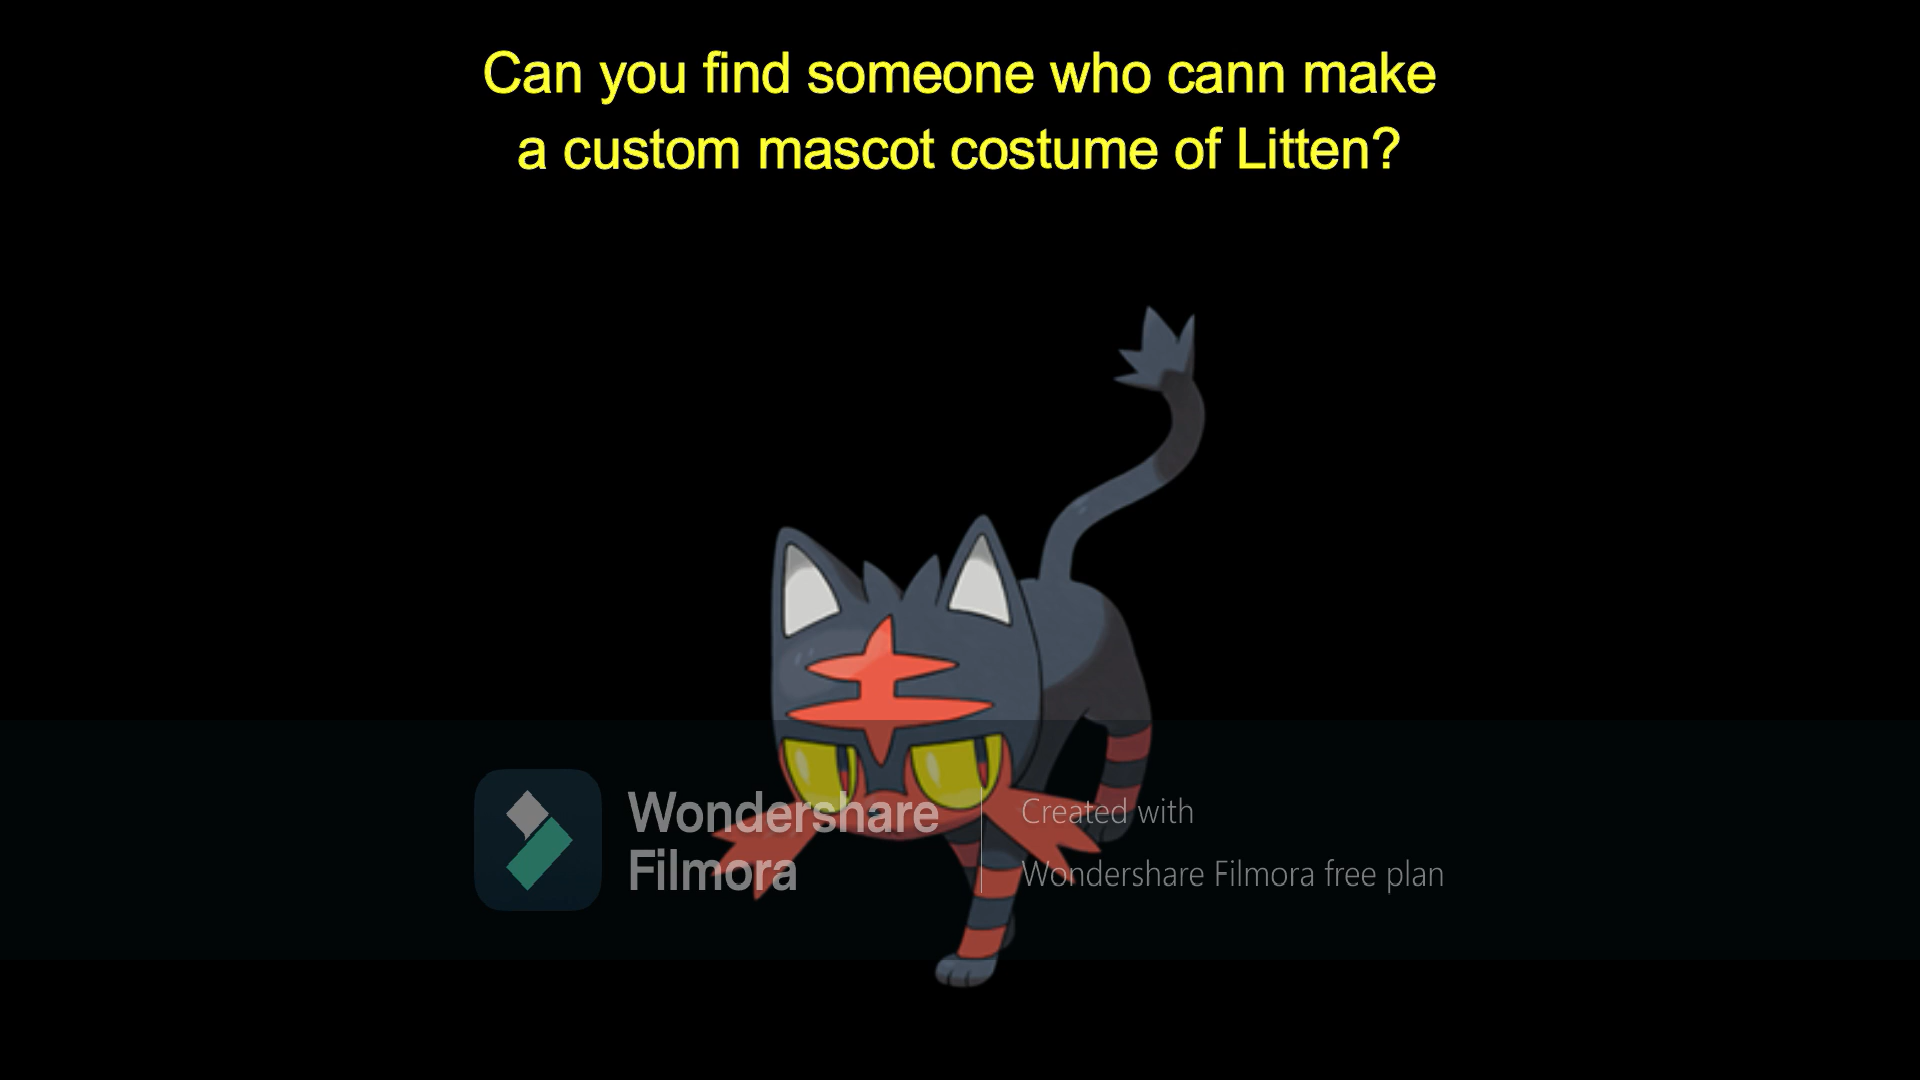 Can you find someone who cann make
a custom mascot costume of Litten?
Wondershare
Filmora
Created with
Wondershare Filmora free plan